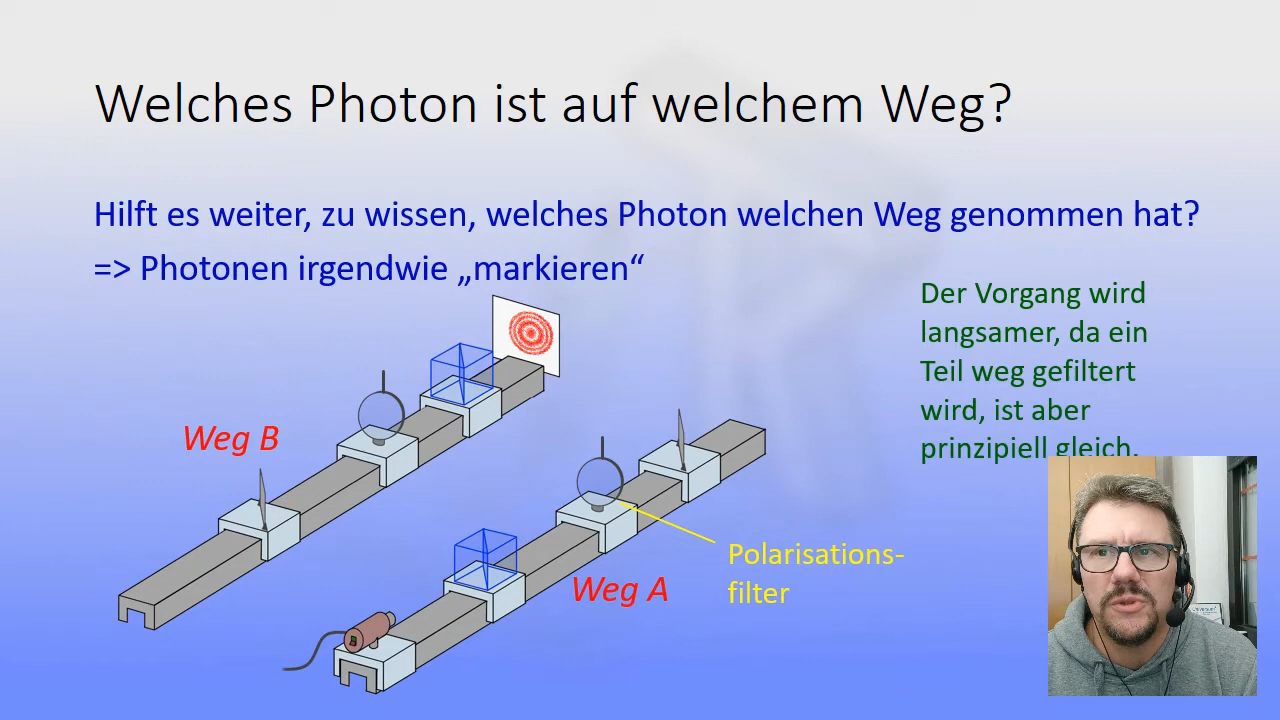 Welches Photon ist auf welchem Weg?
Hilft es weiter, zu wissen, welches Photon welchen Weg genommen hat?
=> Photonen irgendwie „markieren“
Der Vorgang wird
langsamer, da ein
Teil weg gefiltert
wird, ist aber
prinzipiell gleich.
Weg B
Polarisations-
filter
Weg A